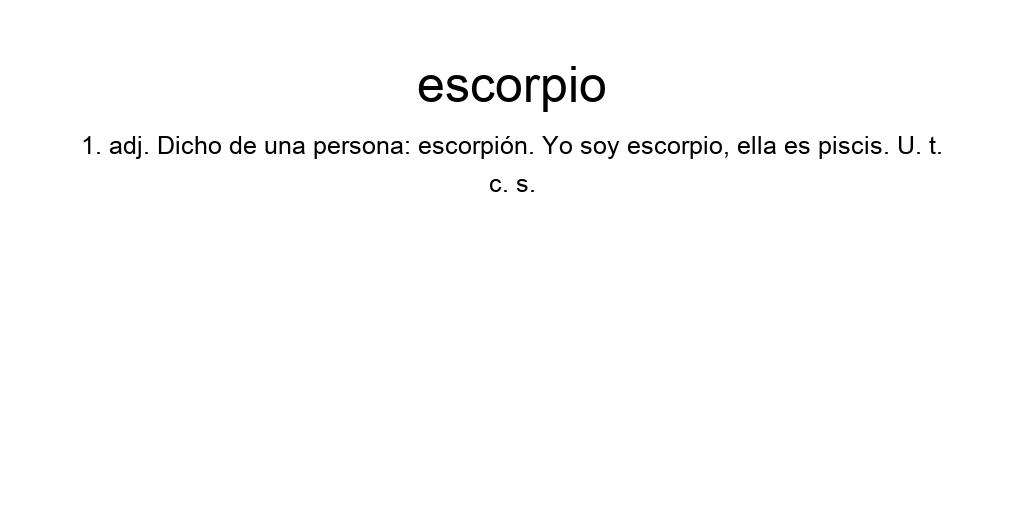 escorpio
1. adj. Dicho de una persona: escorpión. Yo soy escorpio, ella es piscis. U. t.
c. s.